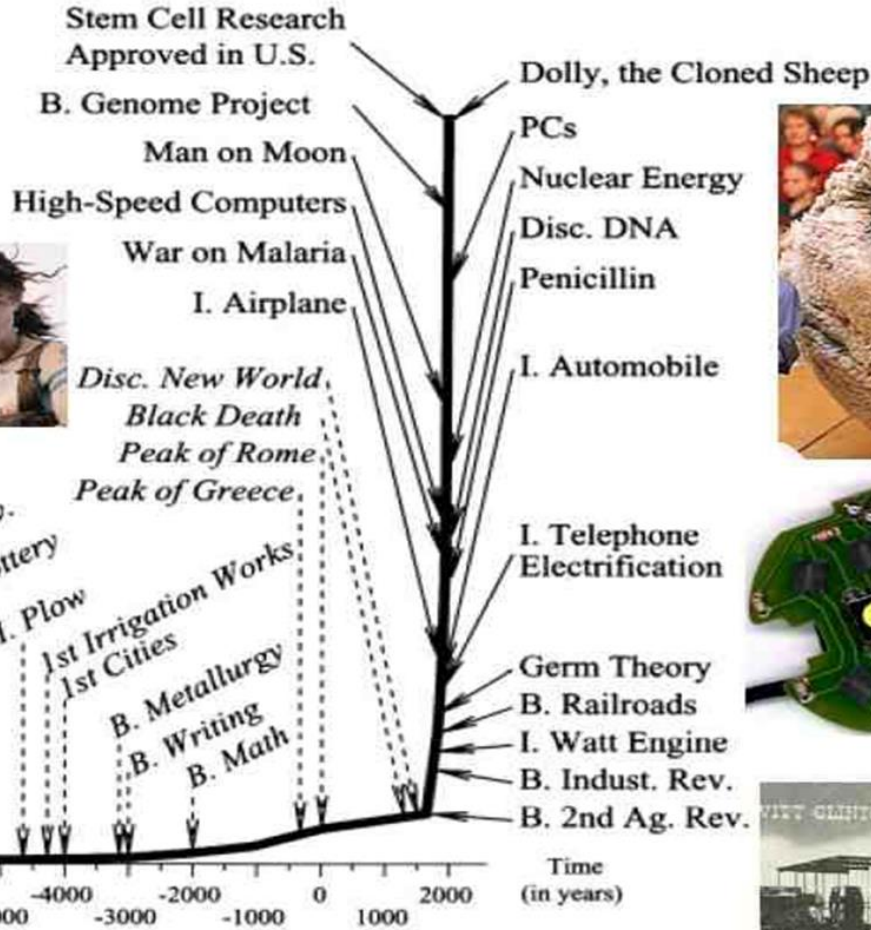 Stem Cell Research
Approved in U.S.
B. Genome Project
Man on Moon
High-Speed Computers
War on Malaria
I. Airplane
Disc. New World
Black Death
Peak of Rome
Peak of Greece
I. Plow
1st Irrigation Works
1st Cities
B. Metallurgy
B. Writing
B. Math
Dolly, the Cloned Sheep
PCs
Nuclear Energy
Disc. DNA
Penicillin
I. Automobile
I. Telephone
Electrification
Germ Theory
B. Railroads
I. Watt Engine
B. Indust. Rev.
B. 2nd Ag. Rev.
-4000 -2000 0 2000
-3000 -1000 1000
Time
(in years)